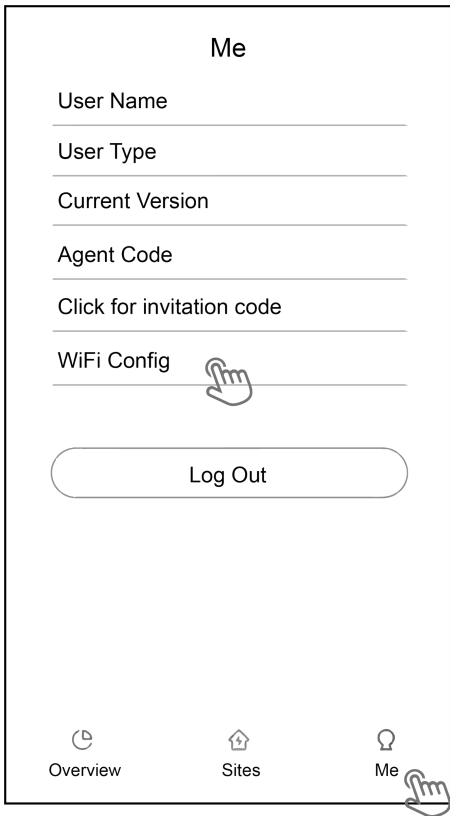 Me
User Name
User Type
Current Version
Agent Code
Click for invitation code
WiFi Config
Log Out
Overview Sites Me